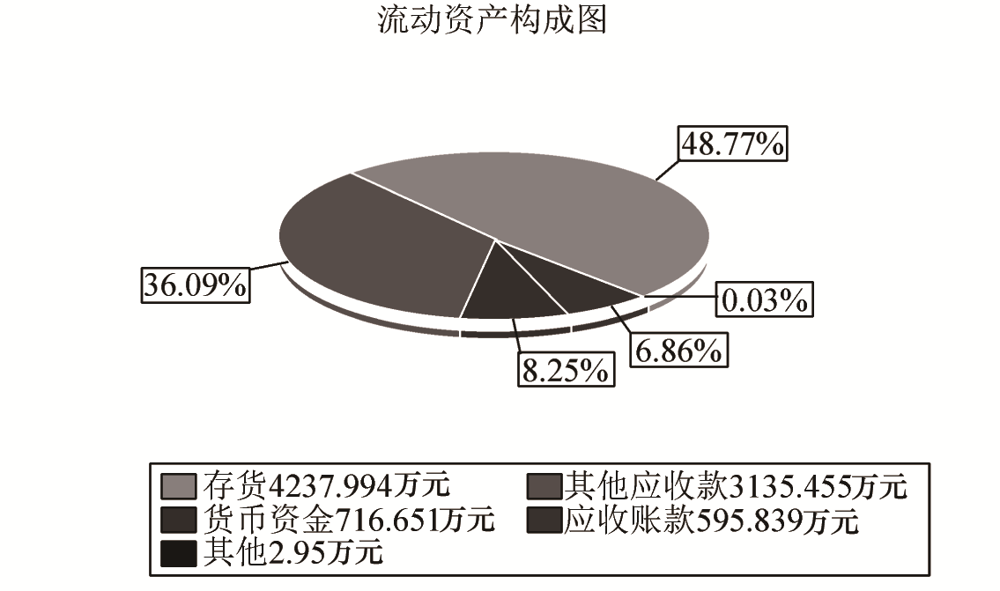 流动资产构成图
48.77%
36.09%
0.03%
6.86%
8.25%
存货4237.994万元 其他应收款3135.455万元
货币资金716.651万元 应收账款595.839万元
其他2.95万元